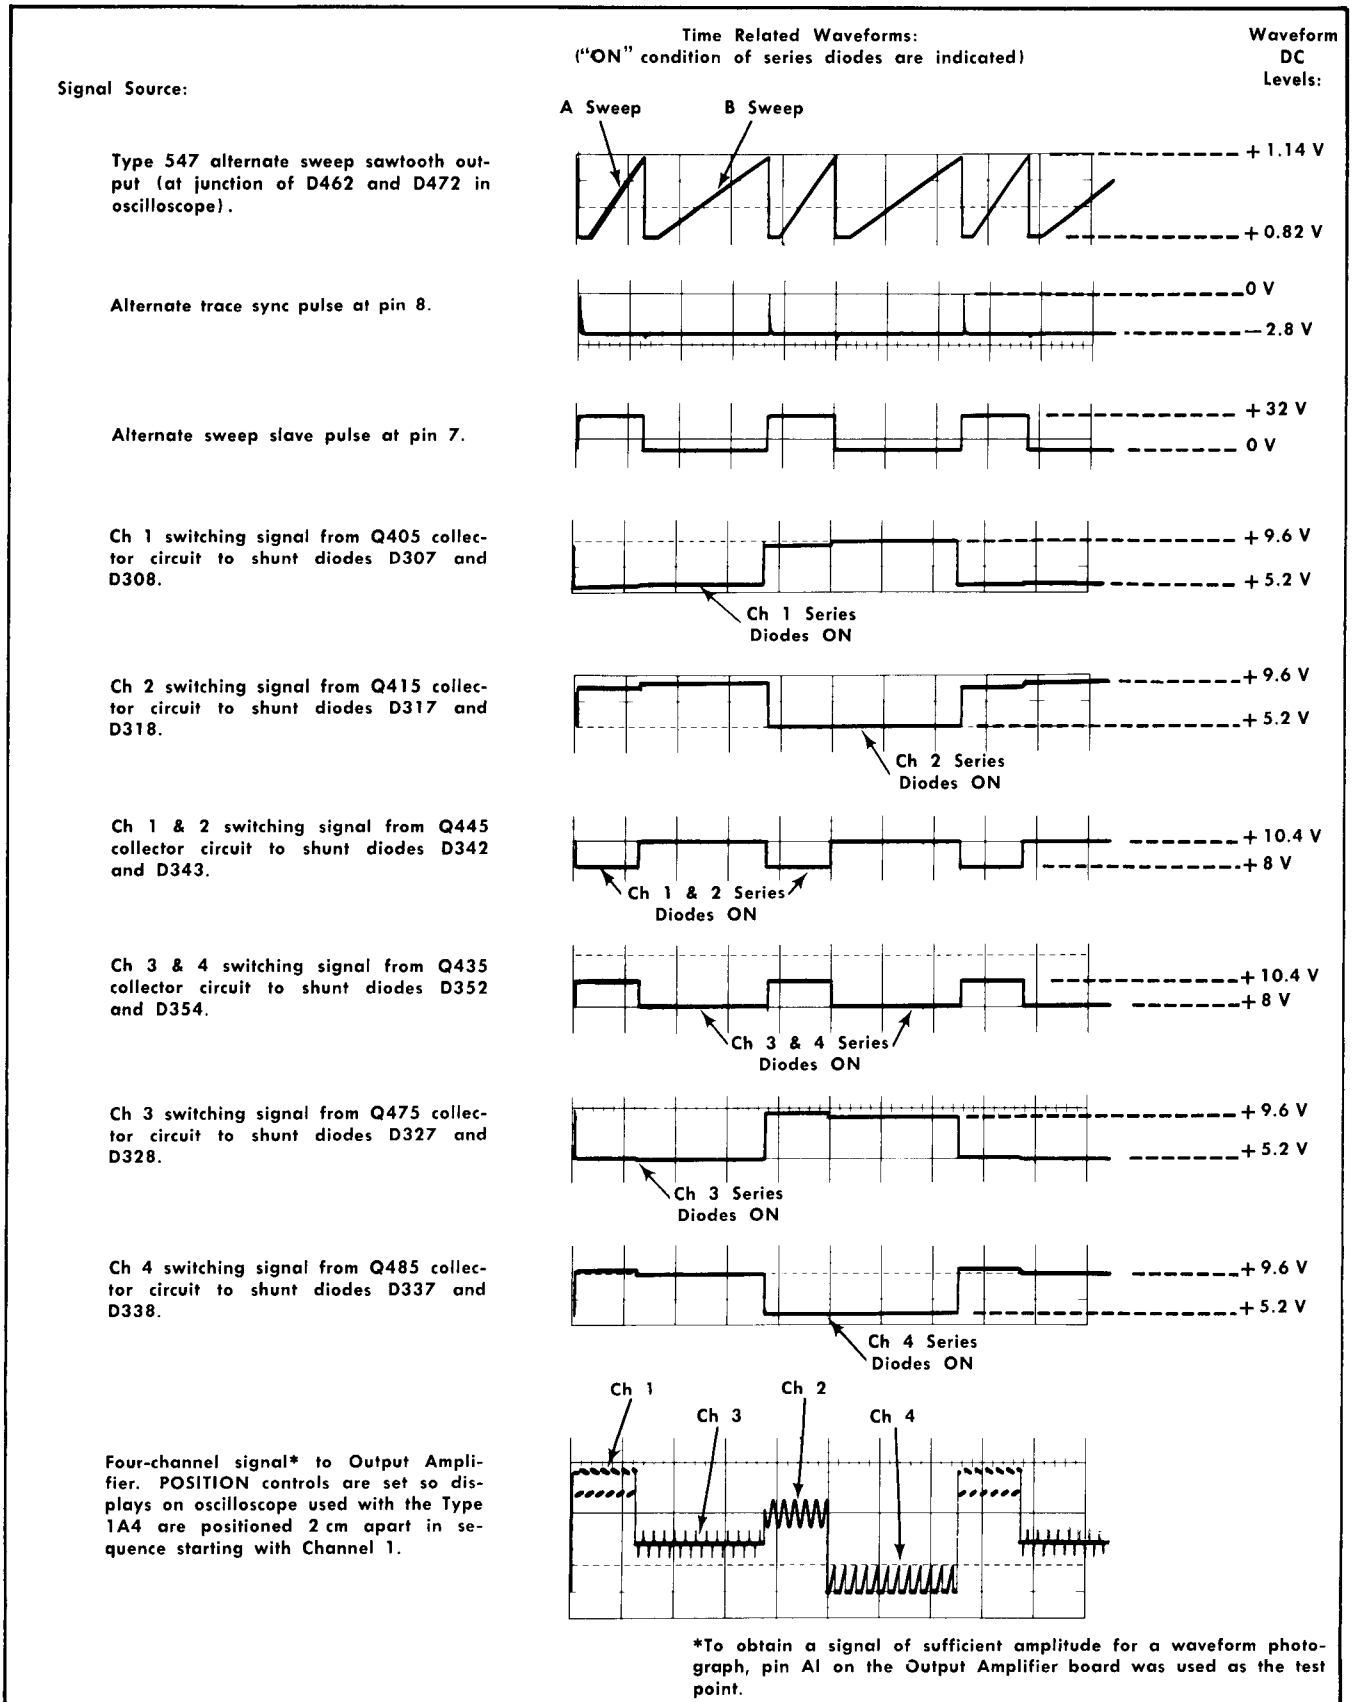 Time Related Waveforms:
("ON" condition of series diodes are indicated)
Waveform
DC
Levels:
Signal Source:
A Sweep
B Sweep
Type 547 alternate sweep sawtooth out-
put (at junction of D462 and D472 in
oscilloscope).
+ 1.14 V
+ 0.82 V
Alternate trace sync pulse at pin 8.
0 V
— 2.8 V
Alternate sweep slave pulse at pin 7.
+ 32 V
0 V
Ch 1 switching signal from Q405 collec-
tor circuit to shunt diodes D307 and
D308.
+ 9.6 V
+ 5.2 V
Ch 1 Series
Diodes ON
Ch 2 switching signal from Q415 collec-
tor circuit to shunt diodes D317 and
D318.
+ 9.6 V
+ 5.2 V
Ch 2 Series
Diodes ON
Ch 1 & 2 switching signal from Q445
collector circuit to shunt diodes D342
and D343.
+ 10.4 V
+ 8 V
Ch 1 & 2 Series
Diodes ON
Ch 3 & 4 switching signal from Q435
collector circuit to shunt diodes D352
and D354.
+ 10.4 V
+ 8 V
Ch 3 & 4 Series
Diodes ON
Ch 3 switching signal from Q475 collec-
tor circuit to shunt diodes D327 and
D328.
+ 9.6 V
+ 5.2 V
Ch 3 Series
Diodes ON
Ch 4 switching signal from Q485 collec-
tor circuit to shunt diodes D337 and
D338.
+ 9.6 V
+ 5.2 V
Ch 4 Series
Diodes ON
Ch 1
Ch 2
Ch 3
Ch 4
Four-channel signal* to Output Ampli-
fier. POSITION controls are set so dis-
plays on oscilloscope used with the Type
1A4 are positioned 2 cm apart in se-
quence starting with Channel 1.
*To obtain a signal of sufficient amplitude for a waveform photo-
graph, pin AI on the Output Amplifier board was used as the test
point.